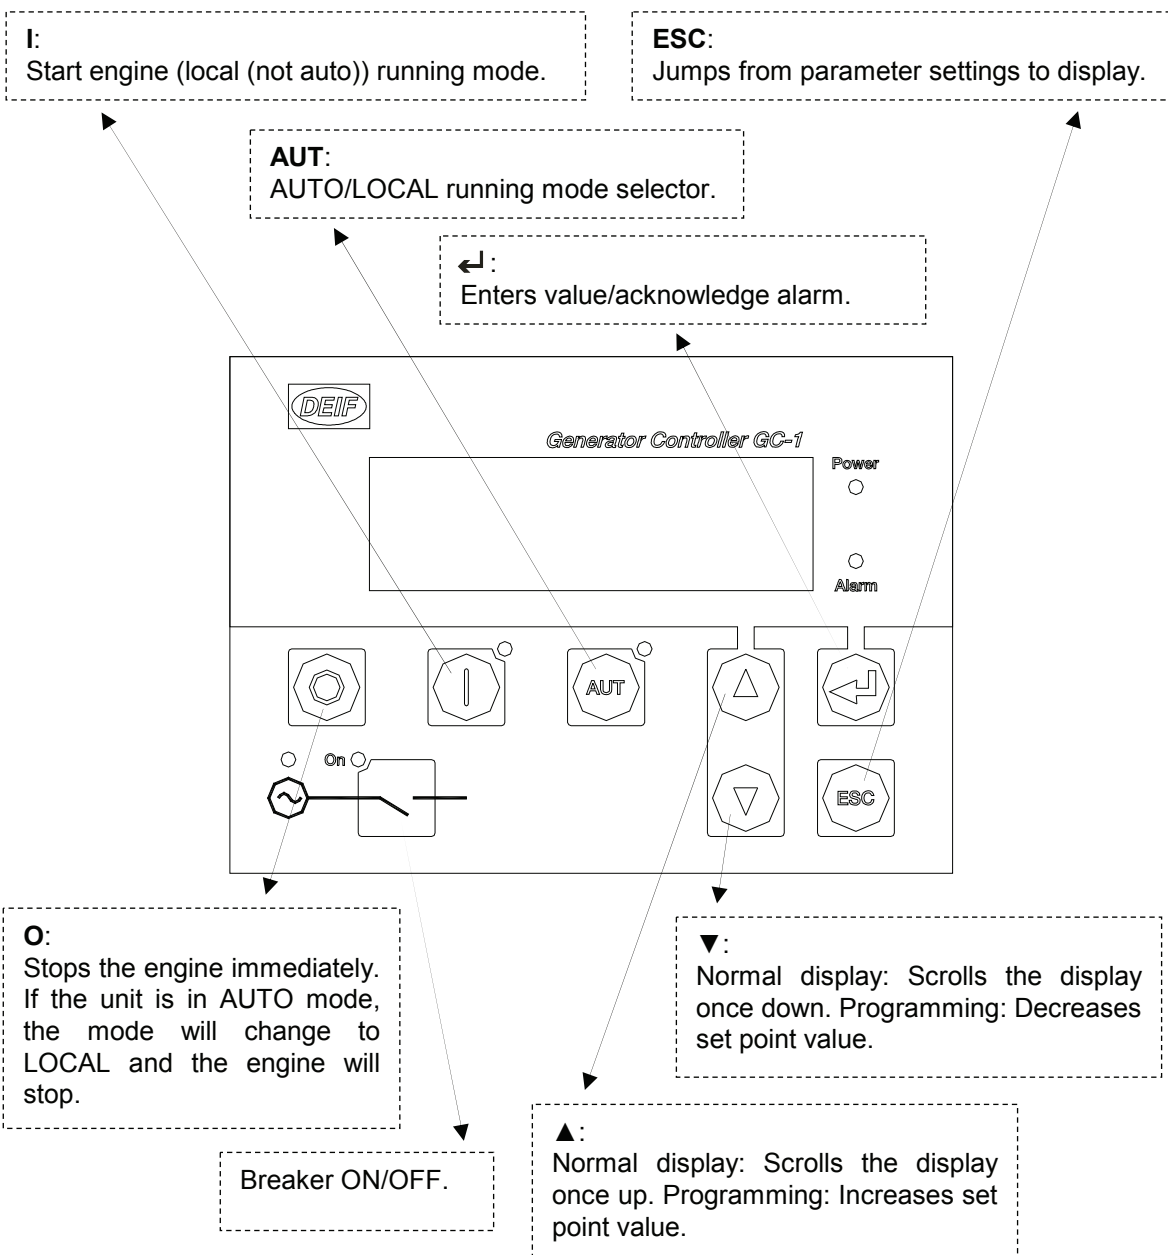 I:
Start engine (local (not auto)) running mode.
ESC:
Jumps from parameter settings to display.
AUT:
AUTO/LOCAL running mode selector.
↵:
Enters value/acknowledge alarm.
DEIF
Generator Controller GC-1
Power
Alarm
AUT
On
ESC
O:
Stops the engine immediately.
If the unit is in AUTO mode,
the mode will change to
LOCAL and the engine will
stop.
▼:
Normal display: Scrolls the display
once down. Programming: Decreases
set point value.
Breaker ON/OFF.
▲:
Normal display: Scrolls the display
once up. Programming: Increases set
point value.